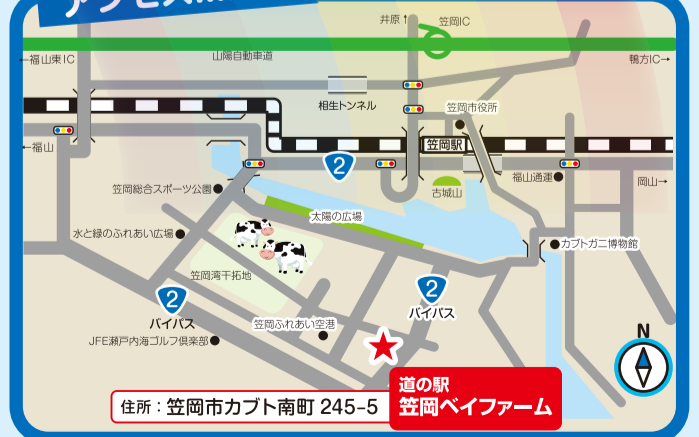 井原↑
笠岡IC
←福山東IC
山陽自動車道
鴨方IC→
相生トンネル
笠岡市役所
←福山
笠岡駅
2
福山通運
岡山→
笠岡総合スポーツ公園
古城山
太陽の広場
水と緑のふれあい広場
カブトガニ博物館
笠岡湾干拓地
2
バイパス
2
バイパス
笠岡ふれあい空港
JFE瀬戸内海ゴルフ倶楽部
N
道の駅
笠岡ベイファーム
住所：笠岡市カブト南町 245-5